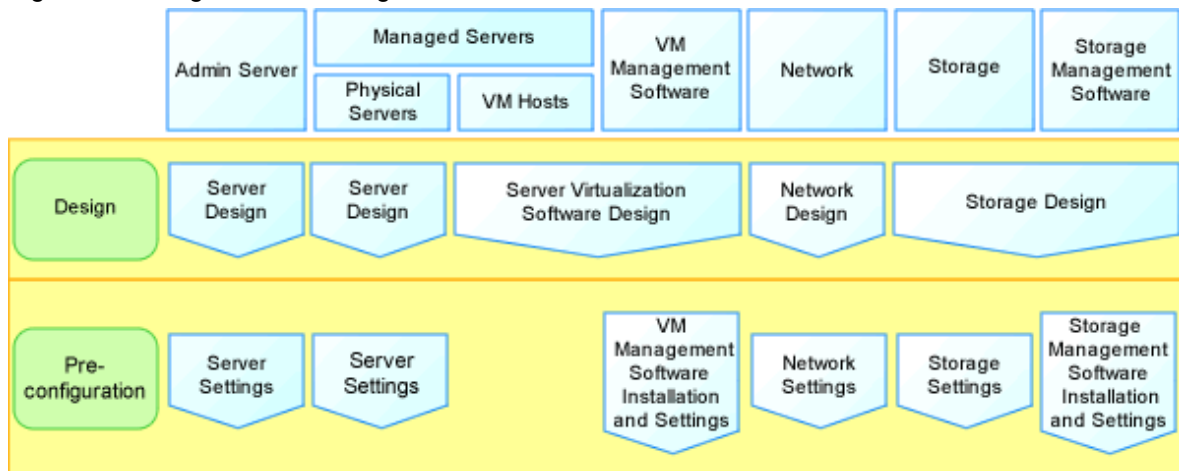 Admin Server
Managed Servers
Physical
Servers
VM Hosts
VM
Management
Software
Network
Storage
Storage
Management
Software
Design
Server
Design
Server
Design
Server Virtualization
Software Design
Network
Design
Storage Design
Pre-
configuration
Server
Settings
Server
Settings
VM
Management
Software
Installation
and Settings
Network
Settings
Storage
Settings
Storage
Management
Software
Installation
and Settings